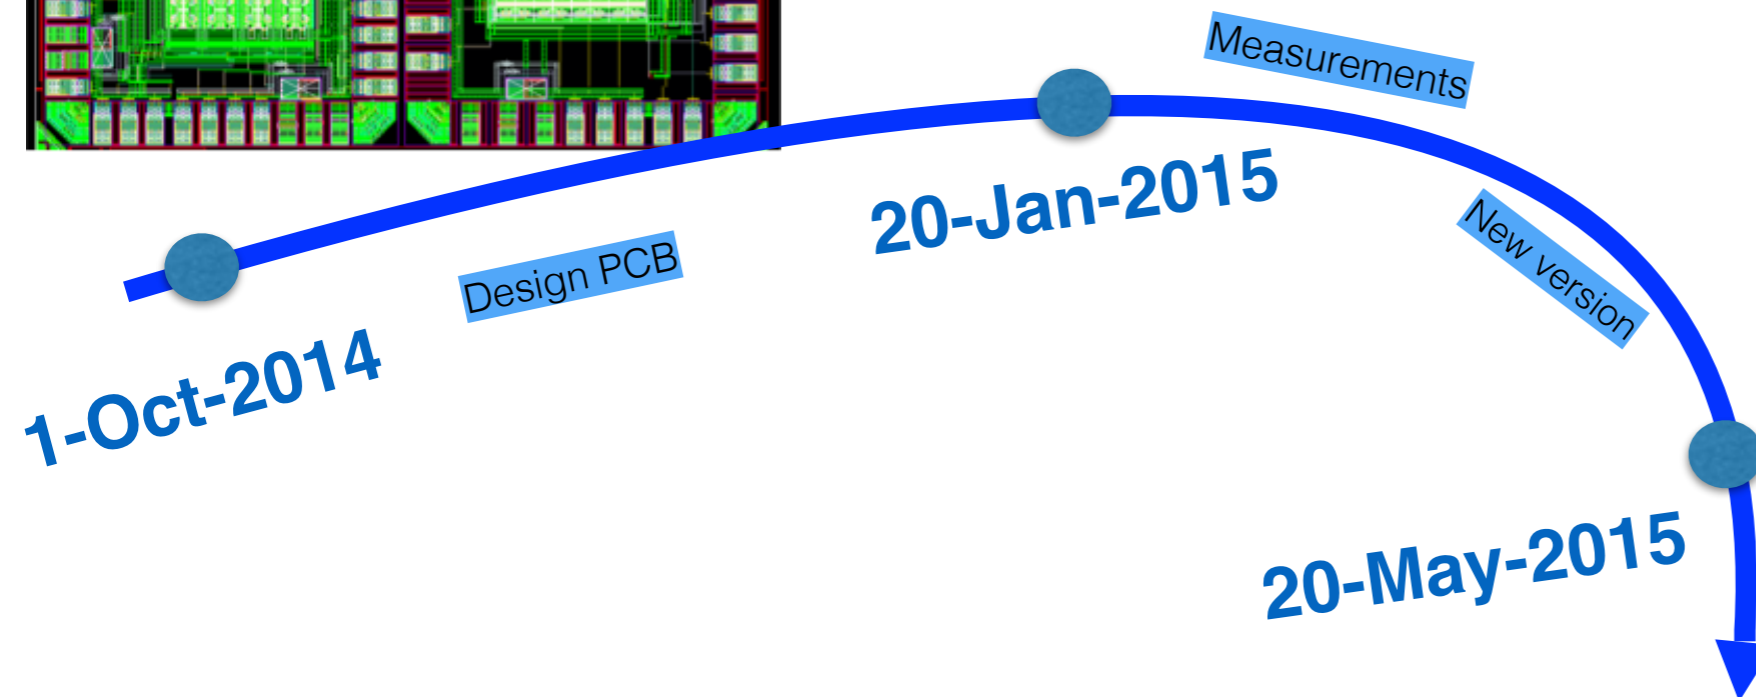 Measurements
20-Jan-2015
New version
Design PCB
1-Oct-2014
20-May-2015